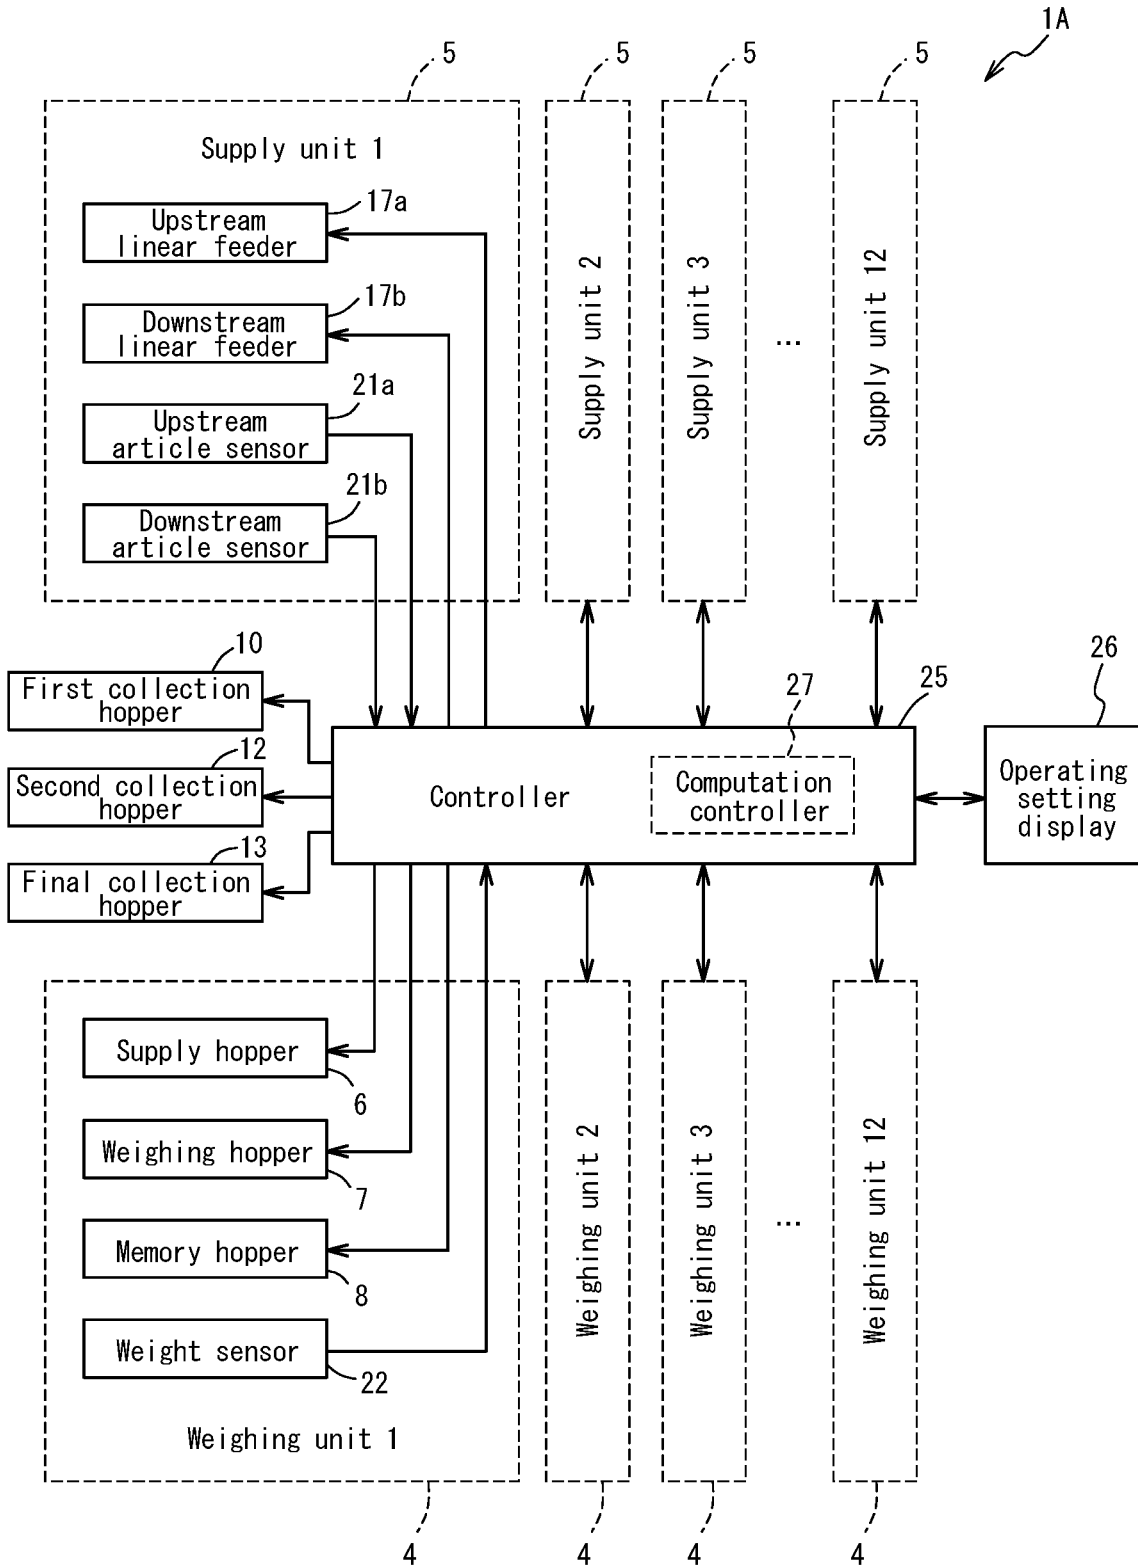 1A
5
5
5
5
Supply unit 1
17a
Upstream
linear feeder
17b
Downstream
linear feeder
21a
Upstream
article sensor
21b
Downstream
article sensor
Supply unit 2
Supply unit 3
...
Supply unit 12
10
First collection
hopper
12
Second collection
hopper
13
Final collection
hopper
Controller
27
Computation
controller
25
26
Operating
setting
display
Supply hopper
6
Weighing hopper
7
Memory hopper
8
Weight sensor
22
Weighing unit 1
Weighing unit 2
Weighing unit 3
...
Weighing unit 12
4
4
4
4